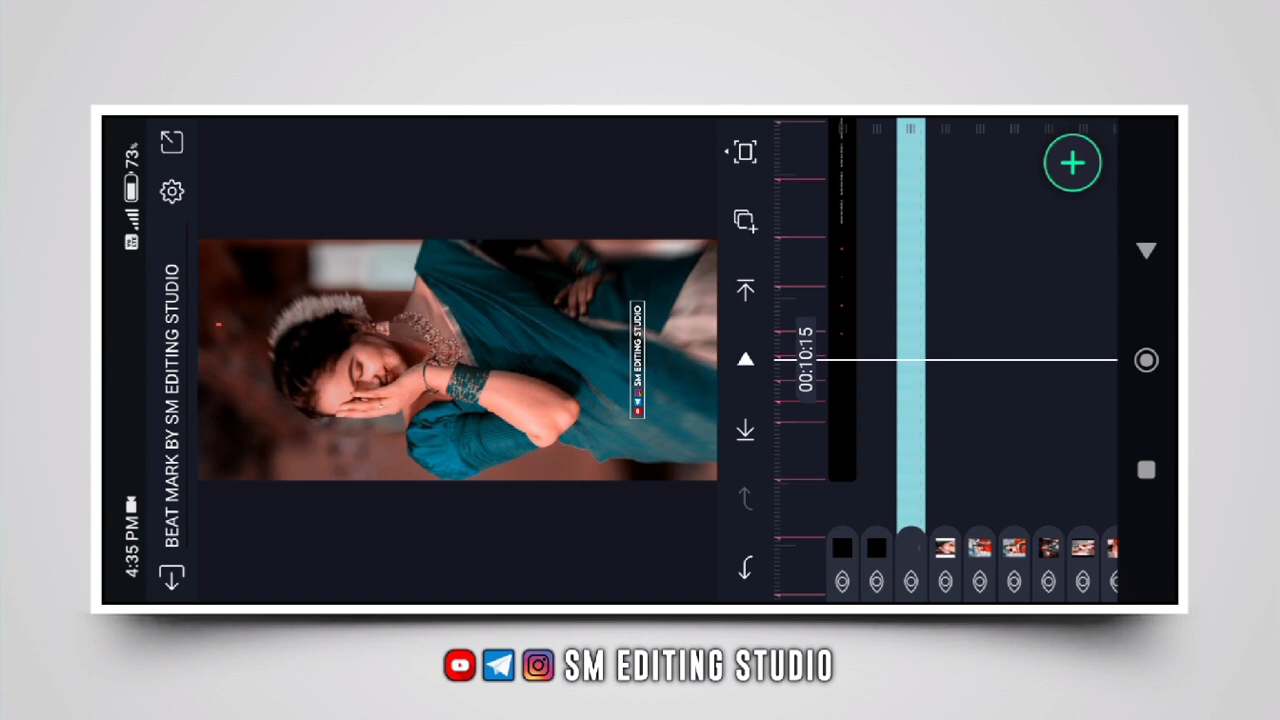 4:35 PM
73%
BEAT MARK BY SM EDITING STUDIO
SM EDITING STUDIO
00:10:15
SM EDITING STUDIO